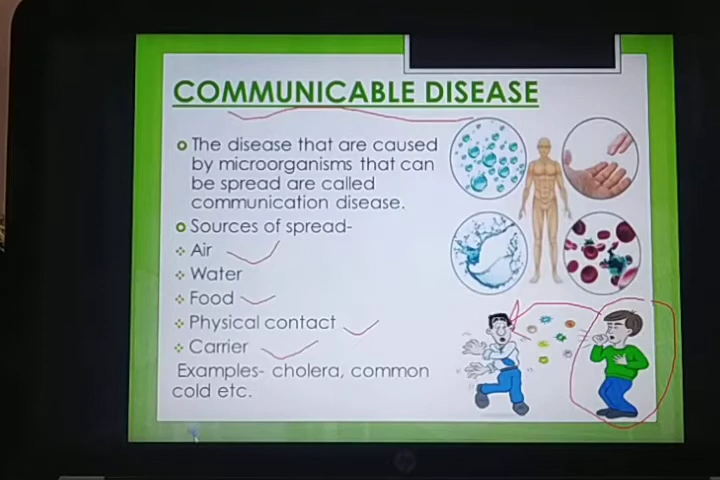 COMMUNICABLE DISEASE
The disease that are caused
by microorganisms that can
be spread are called
communication disease.
Sources of spread-
Air
Water
Food
Physical contact
Carrier
Examples- cholera, common
cold etc.
hp